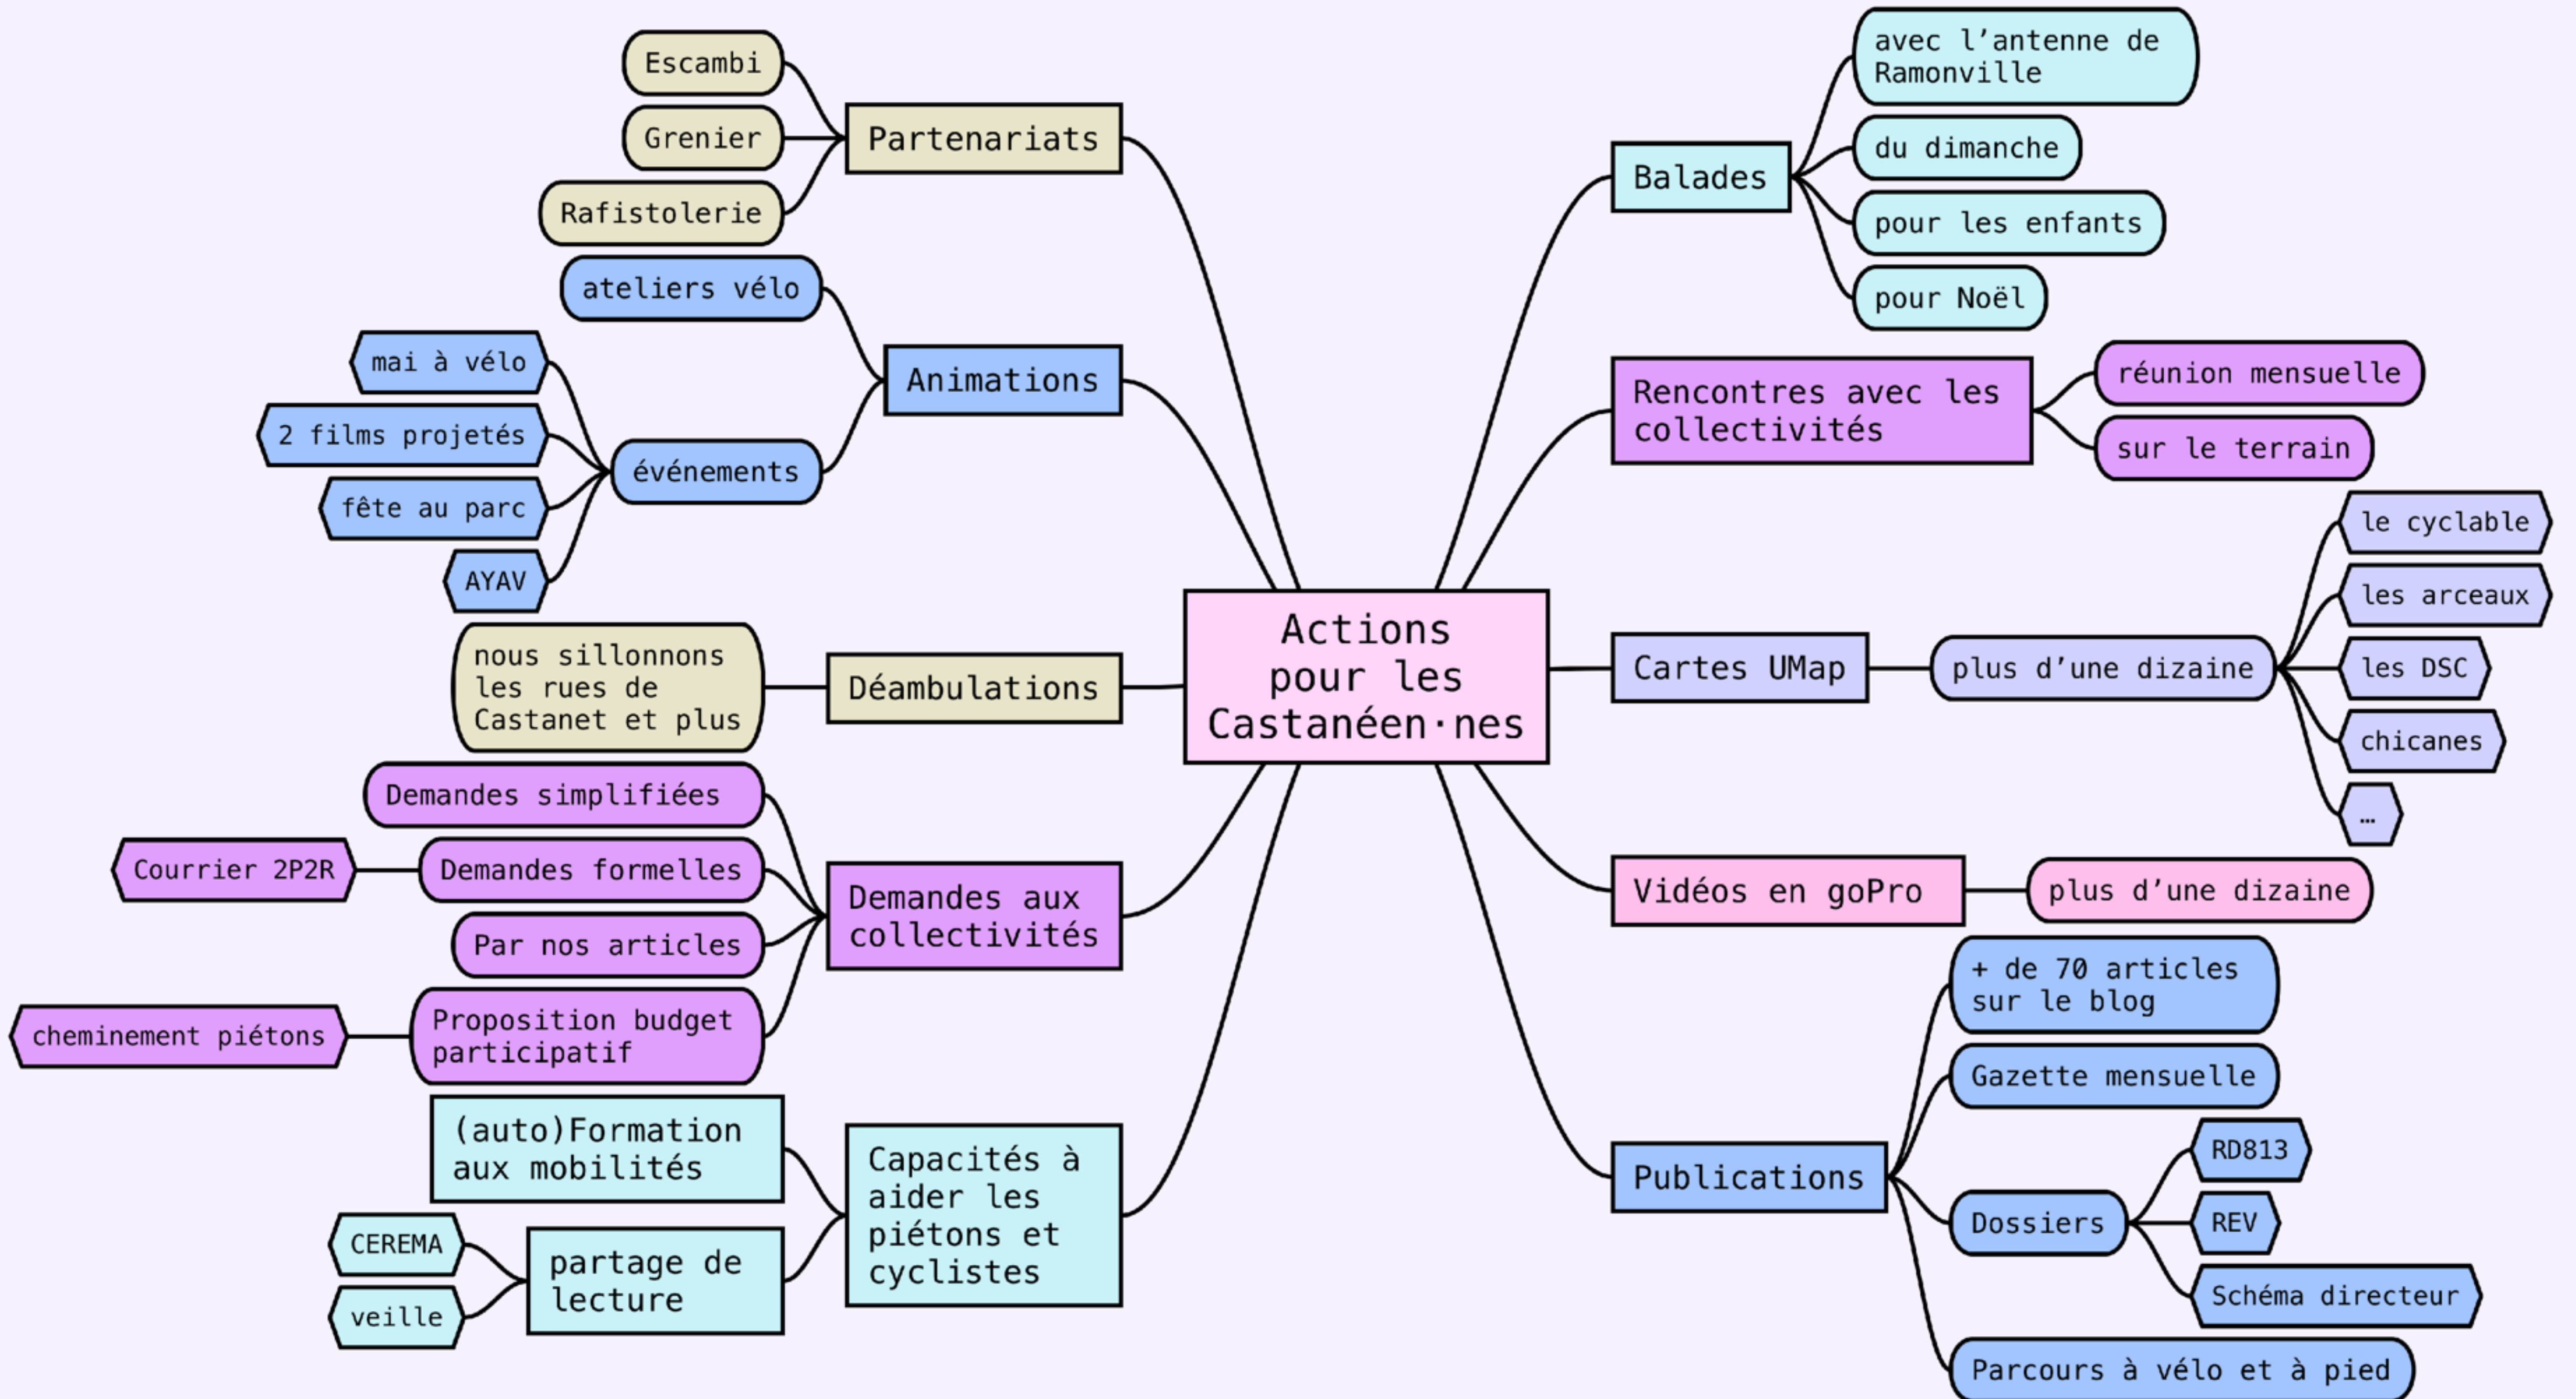 Actions
pour les
Castanéen·nes
Partenariats
Escambi
Grenier
Rafistolerie
Animations
ateliers vélo
événements
mai à vélo
2 films projetés
fête au parc
AYAV
Déambulations
nous sillonnons
les rues de
Castanet et plus
Demandes aux
collectivités
Demandes simplifiées
Demandes formelles
Courrier 2P2R
Par nos articles
Proposition budget
participatif
cheminement piétons
Capacités à
aider les
piétons et
cyclistes
(auto)Formation
aux mobilités
partage de
lecture
CEREMA
veille
Balades
avec l’antenne de
Ramonville
du dimanche
pour les enfants
pour Noël
Rencontres avec les
collectivités
réunion mensuelle
sur le terrain
Cartes UMap
plus d’une dizaine
le cyclable
les arceaux
les DSC
chicanes
…
Vidéos en goPro
plus d’une dizaine
Publications
+ de 70 articles
sur le blog
Gazette mensuelle
Dossiers
RD813
REV
Schéma directeur
Parcours à vélo et à pied